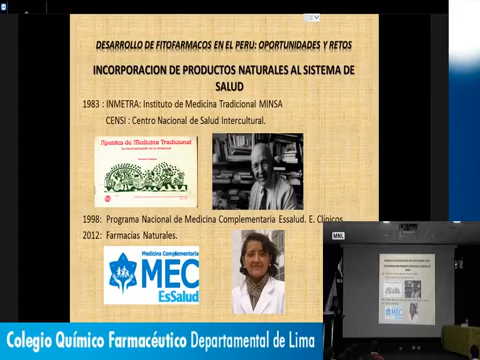 DESARROLLO DE FITOFARMACOS EN EL PERU: OPORTUNIDADES Y RETOS
INCORPORACION DE PRODUCTOS NATURALES AL SISTEMA DE
SALUD
1983 : INMETRA: Instituto de Medicina Tradicional MINSA
CENSI : Centro Nacional de Salud Intercultural.
Apuntes de Medicina Tradicional
1998: Programa Nacional de Medicina Complementaria Essalud. E. Clínicos
2012: Farmacias Naturales.
Medicina Complementaria
MEC
EsSalud
MNL
MEC
Colegio Químico Farmacéutico Departamental de Lima